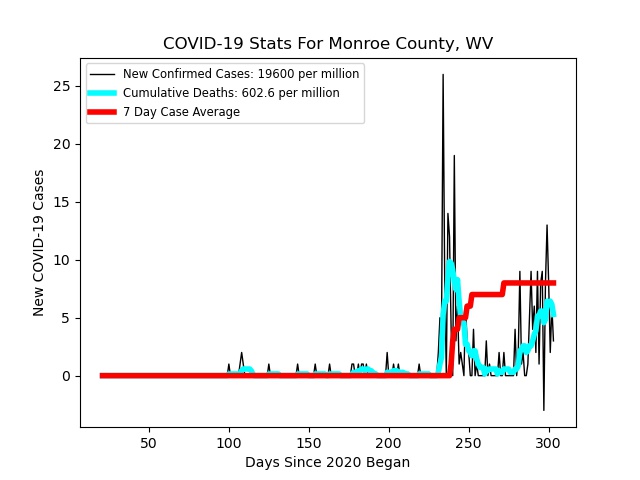 COVID-19 Stats For Monroe County, WV
New Confirmed Cases: 19600 per million
Cumulative Deaths: 602.6 per million
7 Day Case Average
New COVID-19 Cases
25
20
15
10
5
0
50 100 150 200 250 300
Days Since 2020 Began